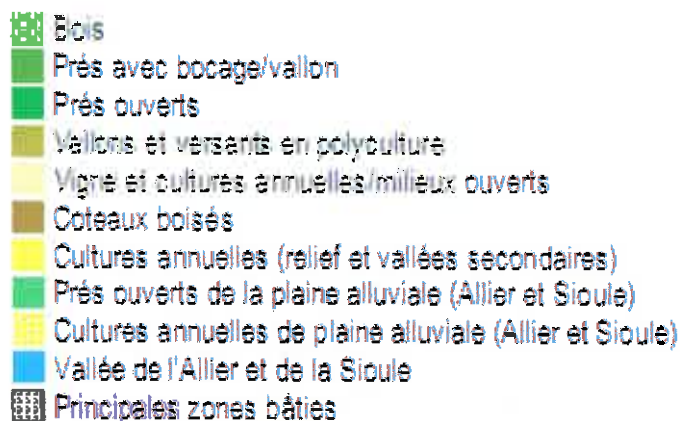 Bois
Prés avec bocage/vallon
Prés ouverts
Vallons et versants en polyculture
Vigne et cultures annuelles/milieux ouverts
Coteaux boisés
Cultures annuelles (relief et vallées secondaires)
Prés ouverts de la plaine alluviale (Allier et Sioule)
Cultures annuelles de plaine alluviale (Allier et Sioule)
Vallée de l'Allier et de la Sioule
Principales zones bâties